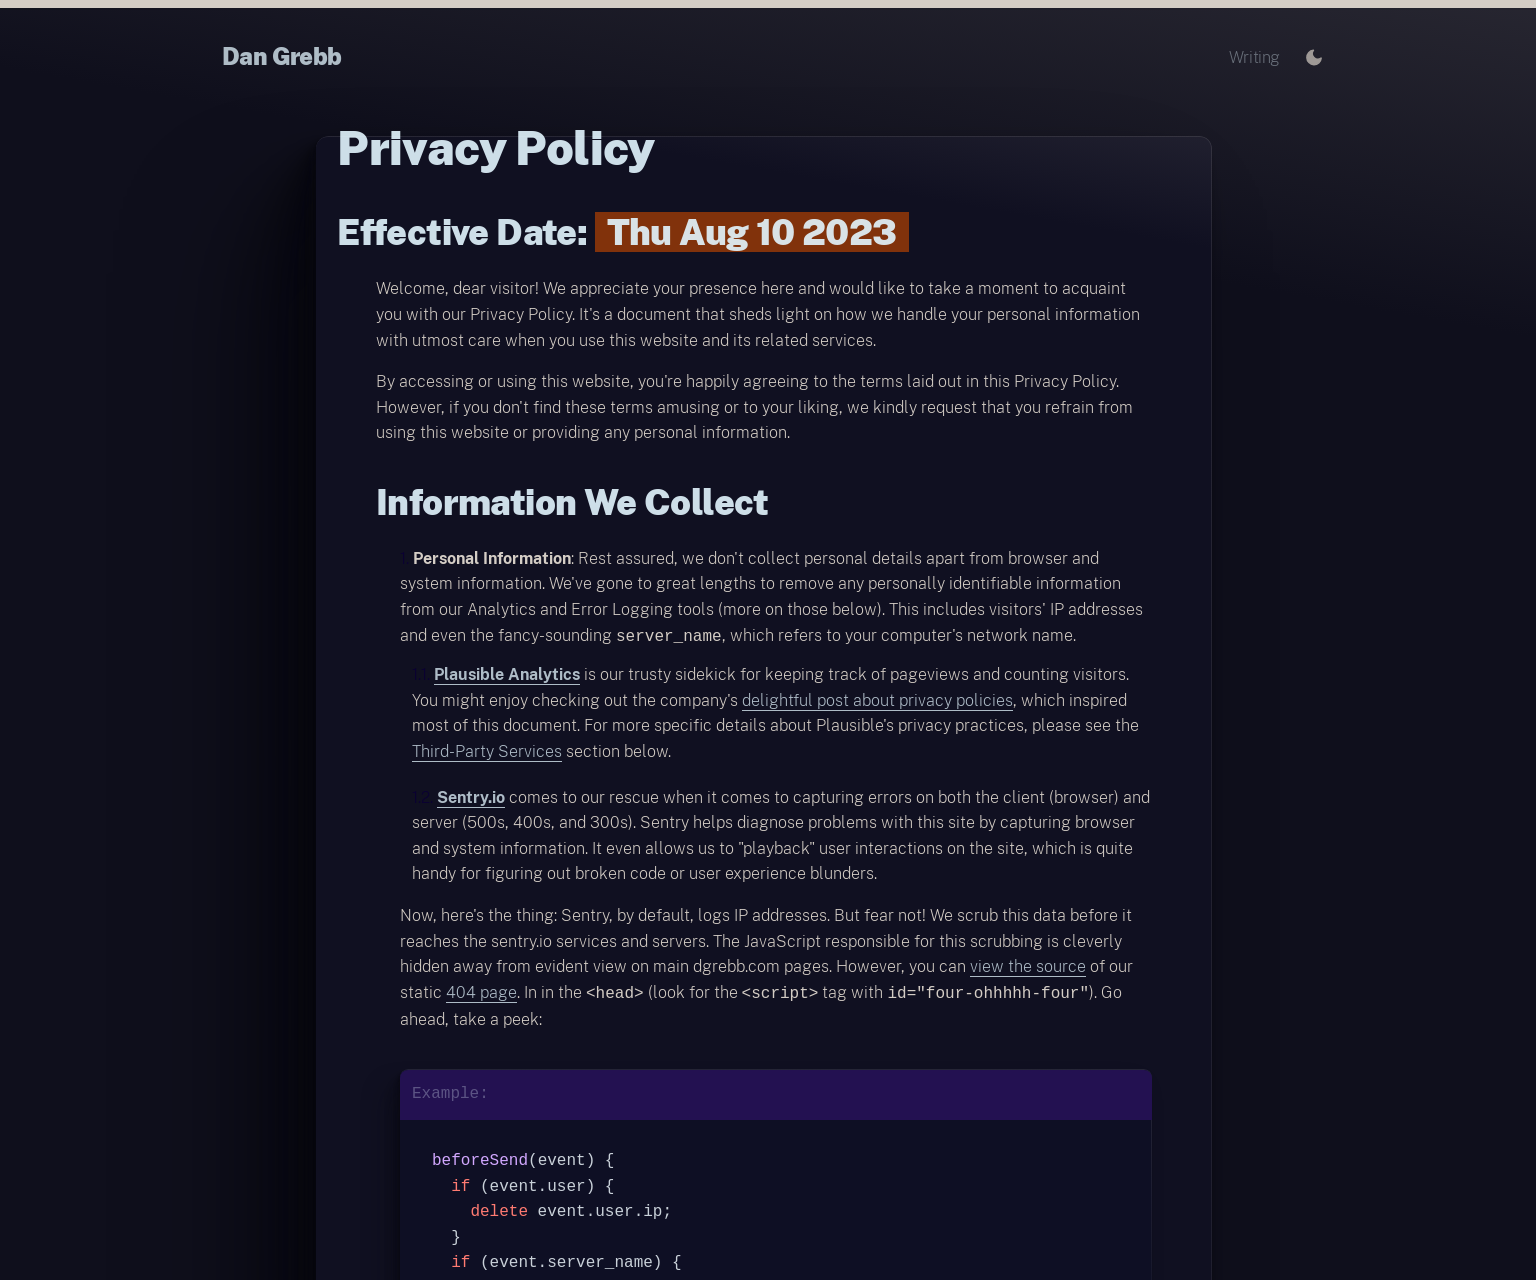 Dan Grebb
Writing
Privacy Policy
Effective Date: Thu Aug 10 2023
Welcome, dear visitor! We appreciate your presence here and would like to take a moment to acquaint
you with our Privacy Policy. It's a document that sheds light on how we handle your personal information
with utmost care when you use this website and its related services.
By accessing or using this website, you're happily agreeing to the terms laid out in this Privacy Policy.
However, if you don't find these terms amusing or to your liking, we kindly request that you refrain from
using this website or providing any personal information.
Information We Collect
1. Personal Information: Rest assured, we don't collect personal details apart from browser and
system information. We've gone to great lengths to remove any personally identifiable information
from our Analytics and Error Logging tools (more on those below). This includes visitors' IP addresses
and even the fancy-sounding server_name, which refers to your computer's network name.
1.1. Plausible Analytics is our trusty sidekick for keeping track of pageviews and counting visitors.
You might enjoy checking out the company's delightful post about privacy policies, which inspired
most of this document. For more specific details about Plausible's privacy practices, please see the
Third-Party Services section below.
1.2. Sentry.io comes to our rescue when it comes to capturing errors on both the client (browser) and
server (500s, 400s, and 300s). Sentry helps diagnose problems with this site by capturing browser
and system information. It even allows us to "playback" user interactions on the site, which is quite
handy for figuring out broken code or user experience blunders.
Now, here's the thing: Sentry, by default, logs IP addresses. But fear not! We scrub this data before it
reaches the sentry.io services and servers. The JavaScript responsible for this scrubbing is cleverly
hidden away from evident view on main dgrebb.com pages. However, you can view the source of our
static 404 page. In in the <head> (look for the <script> tag with id="four-ohhhhh-four"). Go
ahead, take a peek:
Example:
beforeSend(event) {
if (event.user) {
delete event.user.ip;
}
if (event.server_name) {